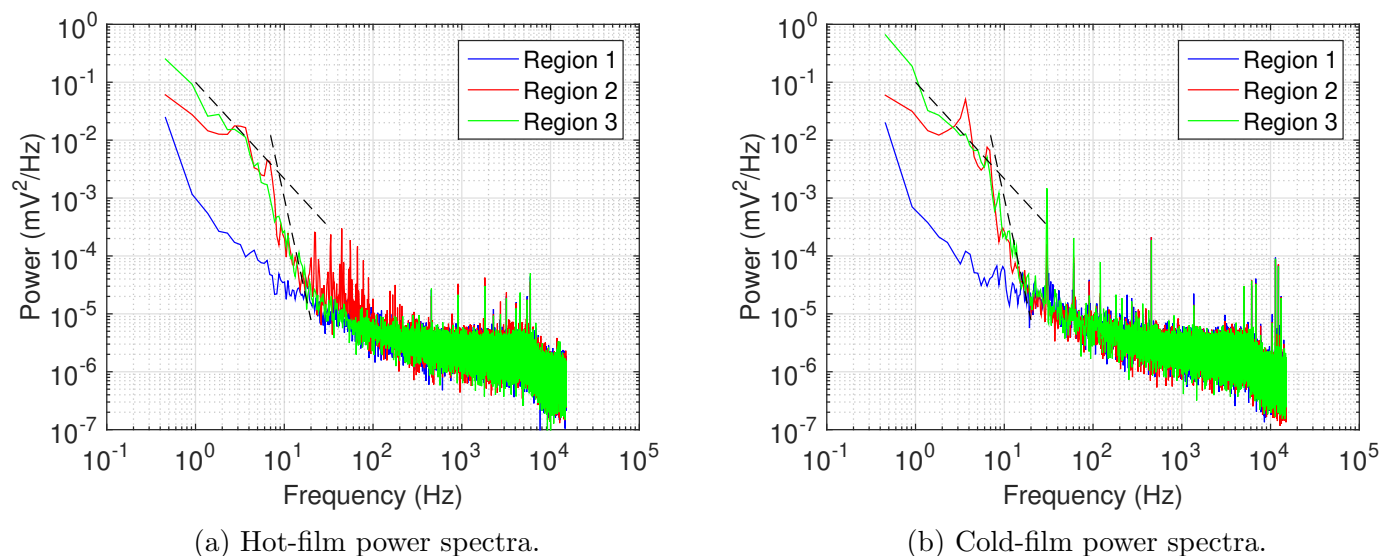 10^0
10^-1
10^-2
10^-3
10^-4
10^-5
10^-6
10^-7
Power (mV^2/Hz)
Region 1
Region 2
Region 3
10^-1 10^0 10^1 10^2 10^3 10^4 10^5
Frequency (Hz)
(a) Hot-film power spectra.
10^0
10^-1
10^-2
10^-3
10^-4
10^-5
10^-6
10^-7
Power (mV^2/Hz)
Region 1
Region 2
Region 3
10^-1 10^0 10^1 10^2 10^3 10^4 10^5
Frequency (Hz)
(b) Cold-film power spectra.